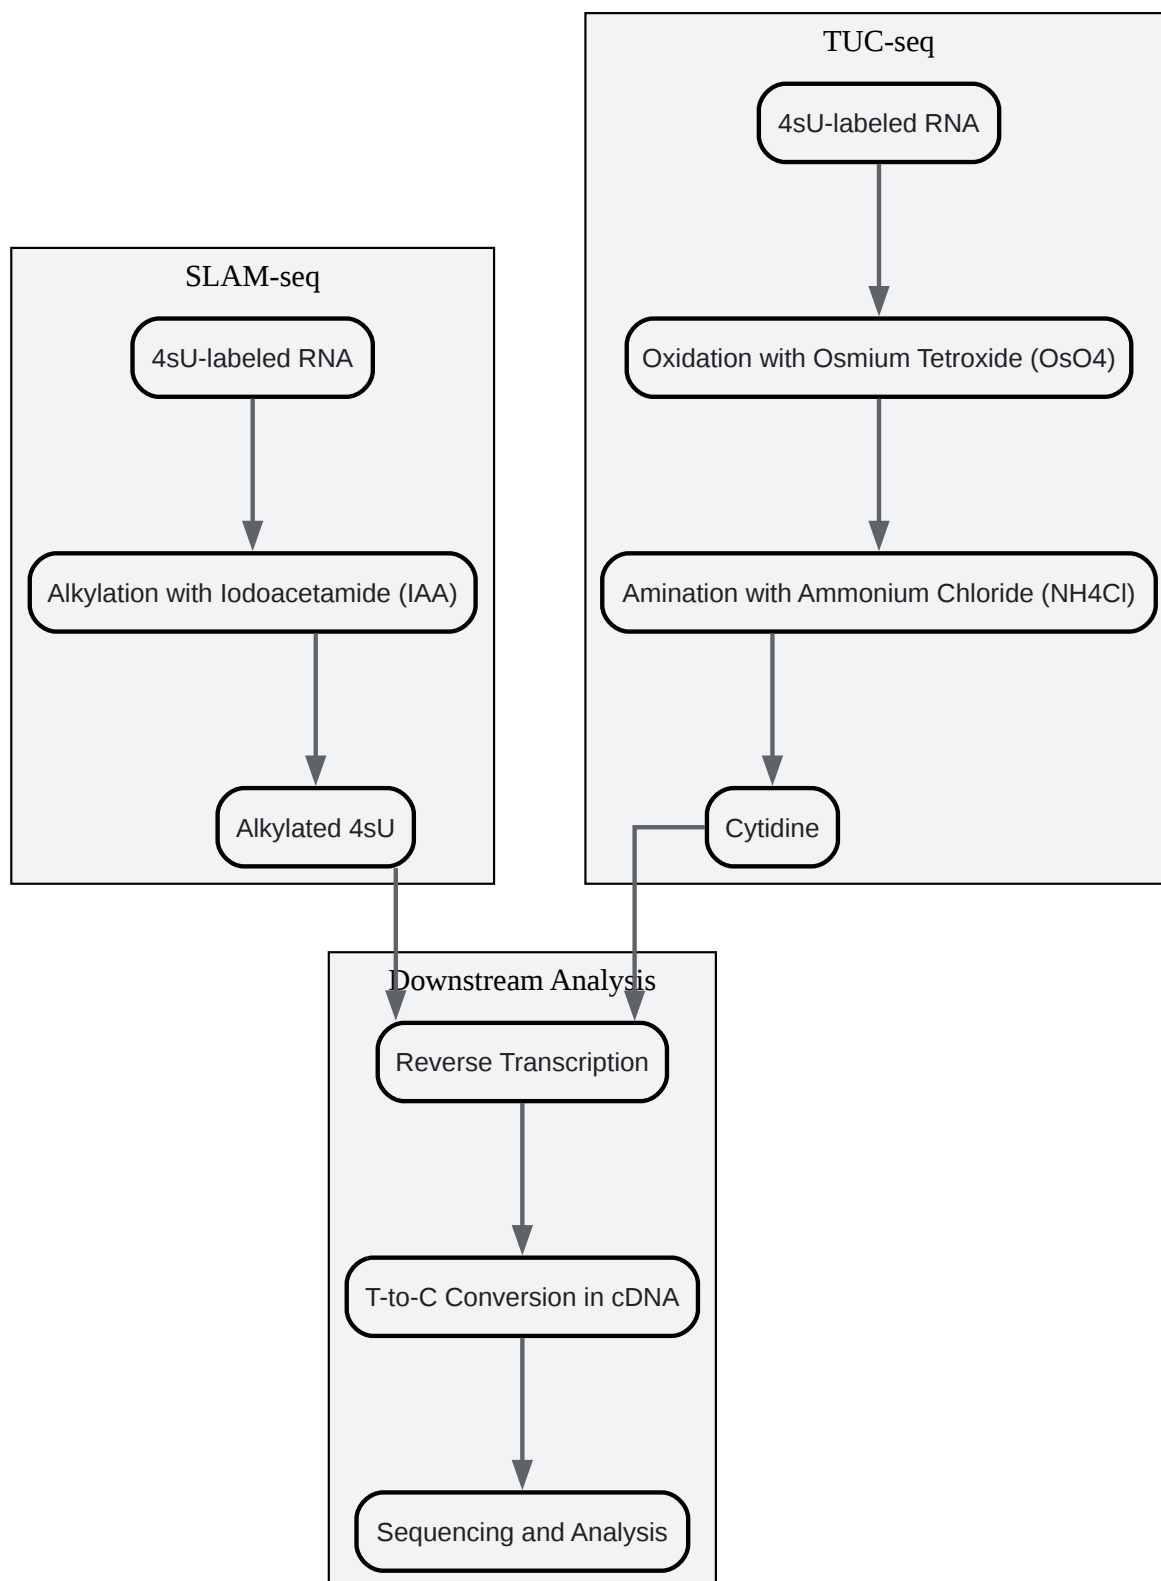 TUC-seq
4sU-labeled RNA
Oxidation with Osmium Tetroxide (OsO4)
Amination with Ammonium Chloride (NH4Cl)
Cytidine
SLAM-seq
4sU-labeled RNA
Alkylation with Iodoacetamide (IAA)
Alkylated 4sU
Downstream Analysis
Reverse Transcription
T-to-C Conversion in cDNA
Sequencing and Analysis